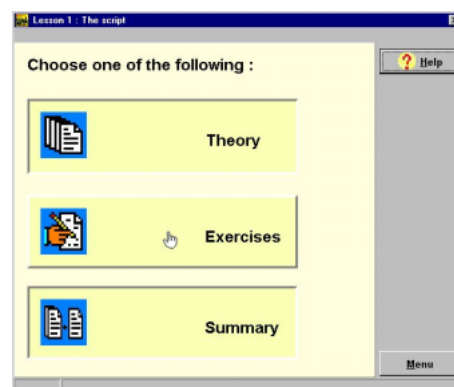 Lesson 1 : The script
Choose one of the following :
Help
Theory
Exercises
Summary
Menu